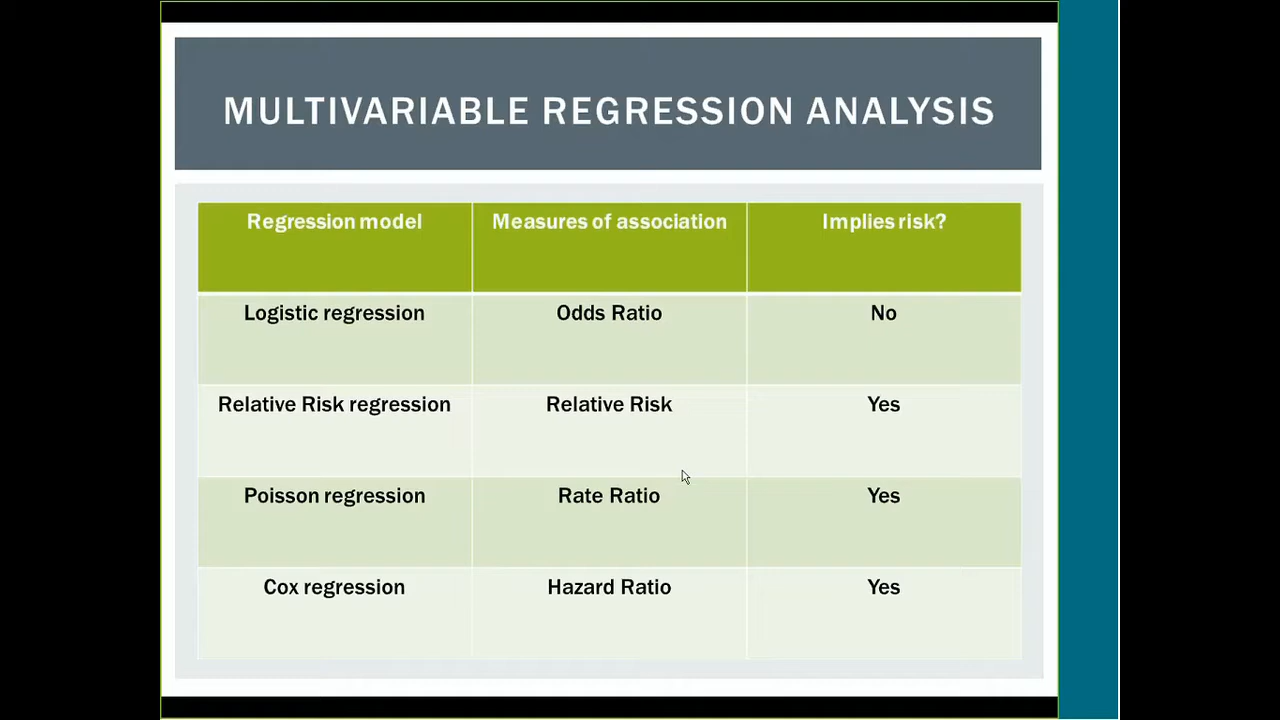 MULTIVARIABLE REGRESSION ANALYSIS
Regression model Measures of association Implies risk?
Logistic regression Odds Ratio No
Relative Risk regression Relative Risk Yes
Poisson regression Rate Ratio Yes
Cox regression Hazard Ratio Yes